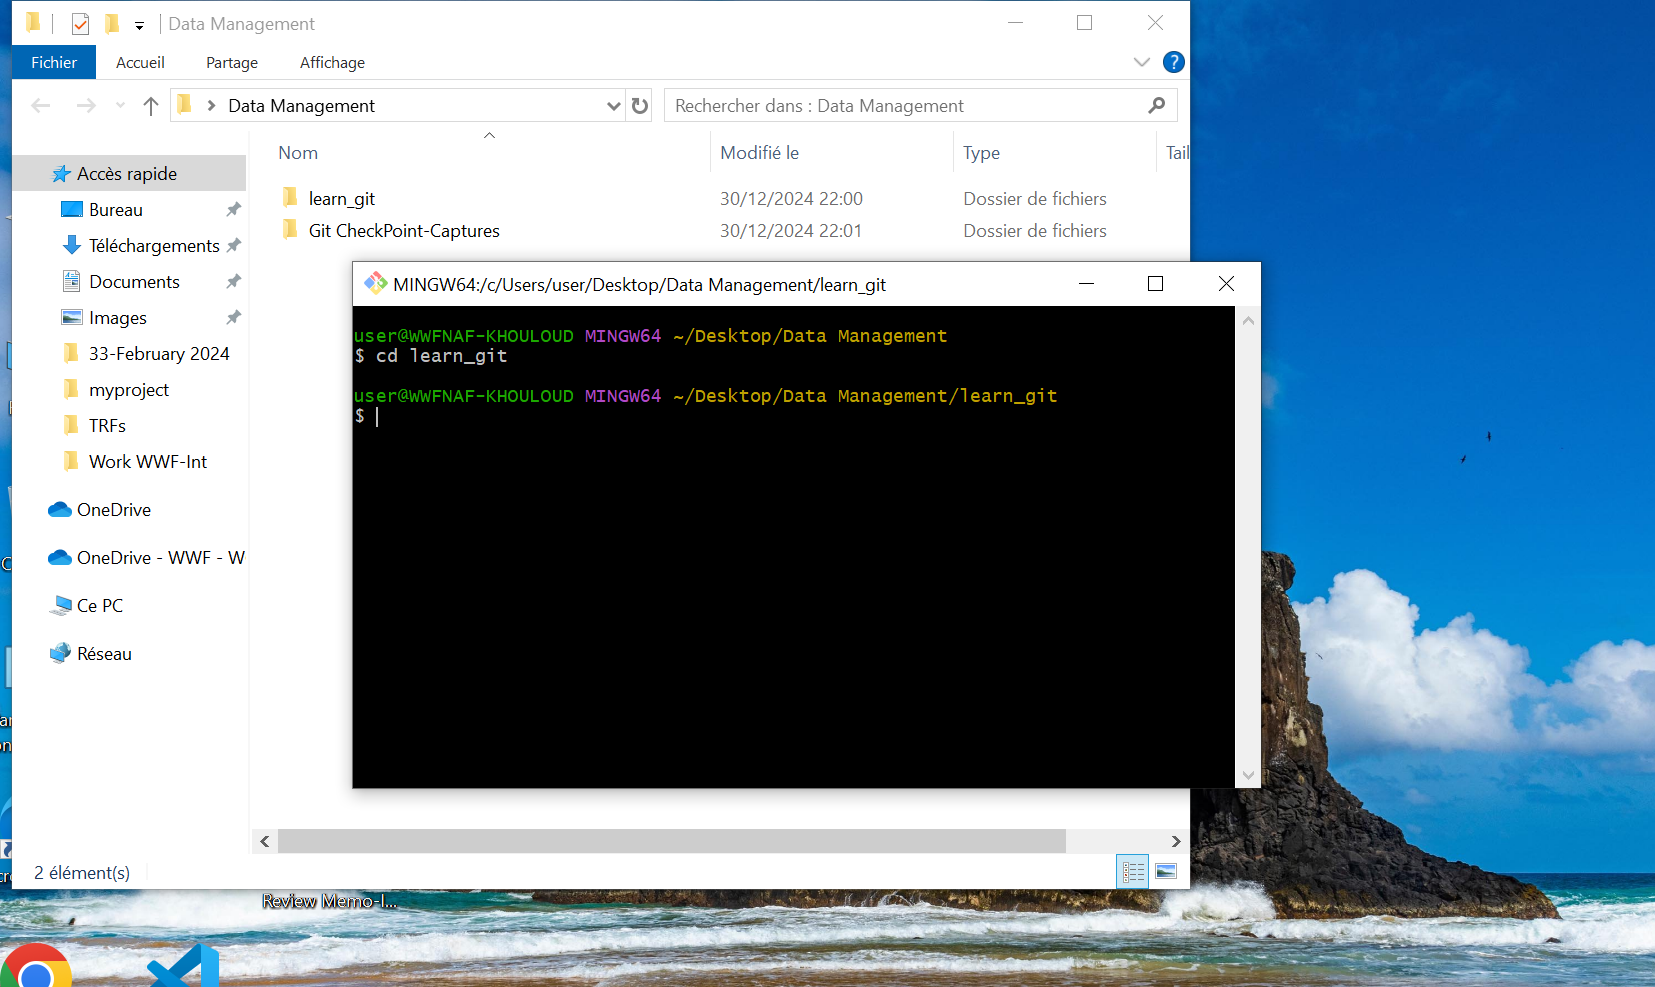 Data Management
Fichier Accueil Partage Affichage ?
Data Management Rechercher dans : Data Management
Nom Modifié le Type Tail
Accès rapide
Bureau
Téléchargements
Documents
Images
33-February 2024
myproject
TRFs
Work WWF-Int
OneDrive
OneDrive - WWF - W
Ce PC
Réseau
learn_git 30/12/2024 22:00 Dossier de fichiers
Git CheckPoint-Captures 30/12/2024 22:01 Dossier de fichiers
MINGW64:/c/Users/user/Desktop/Data Management/learn_git
user@WWFNAF-KHOULOUD MINGW64 ~/Desktop/Data Management
$ cd learn_git
user@WWFNAF-KHOULOUD MINGW64 ~/Desktop/Data Management/learn_git
$
2 élément(s)
Review Memo-I...